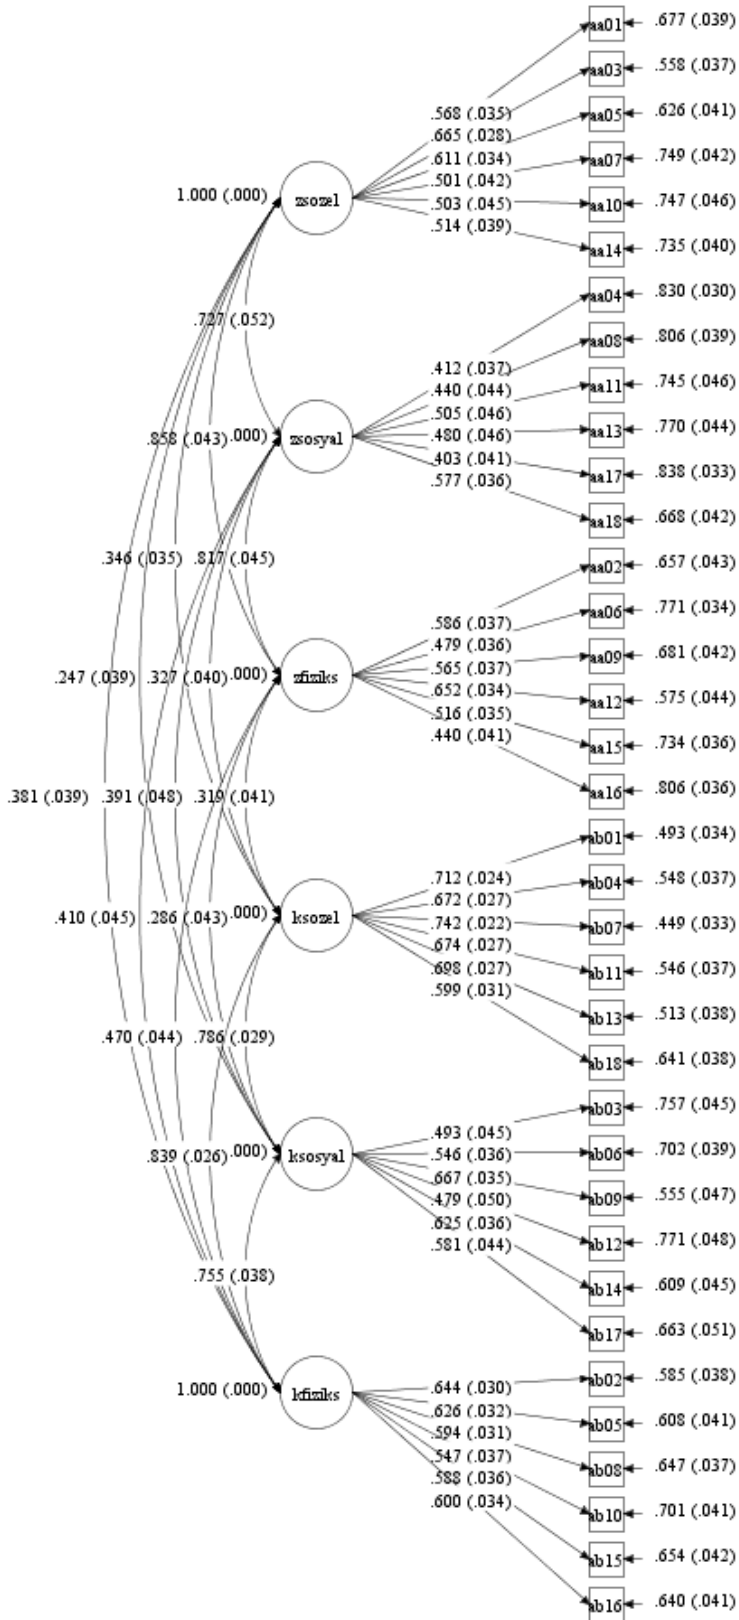 aa01 .677 (.039)
aa03 .558 (.037)
.568 (.035)
aa05 .626 (.041)
.665 (.028)
.611 (.034)
aa07 .749 (.042)
.501 (.042)
1.000 (.000) zsozel
.503 (.045)
aa10 .747 (.046)
.514 (.039)
aa14 .735 (.040)
aa04 .830 (.030)
.727 (.052)
aa08 .806 (.039)
.412 (.037)
.440 (.044)
aa11 .745 (.046)
.505 (.046)
.858 (.043) .000) zsosyal
.480 (.046)
aa13 .770 (.044)
.403 (.041)
aa17 .838 (.033)
.577 (.036)
aa18 .668 (.042)
.346 (.035) .817 (.045)
aa02 .657 (.043)
aa06 .771 (.034)
.586 (.037)
.479 (.036)
aa09 .681 (.042)
.565 (.037)
.247 (.039) .327 (.040) .000) zfiziks
.652 (.034)
aa12 .575 (.044)
.516 (.035)
.440 (.041)
aa15 .734 (.036)
aa16 .806 (.036)
.381 (.039) .391 (.048) .319 (.041)
ab01 .493 (.034)
.712 (.024)
ab04 .548 (.037)
.672 (.027)
.410 (.045) .286 (.043) .000) ksozel
.742 (.022)
ab07 .449 (.033)
.674 (.027)
.698 (.027)
ab11 .546 (.037)
.599 (.031)
ab13 .513 (.038)
.470 (.044) .786 (.029)
ab18 .641 (.038)
ab03 .757 (.045)
.493 (.045)
ab06 .702 (.039)
.546 (.036)
.839 (.026) .000) ksosyal
.667 (.035)
ab09 .555 (.047)
.479 (.050)
.625 (.036)
ab12 .771 (.048)
.581 (.044)
.755 (.038)
ab14 .609 (.045)
ab17 .663 (.051)
ab02 .585 (.038)
1.000 (.000) kfiziks
.644 (.030)
.626 (.032)
ab05 .608 (.041)
.594 (.031)
.547 (.037)
ab08 .647 (.037)
.588 (.036)
.600 (.034)
ab10 .701 (.041)
ab15 .654 (.042)
ab16 .640 (.041)